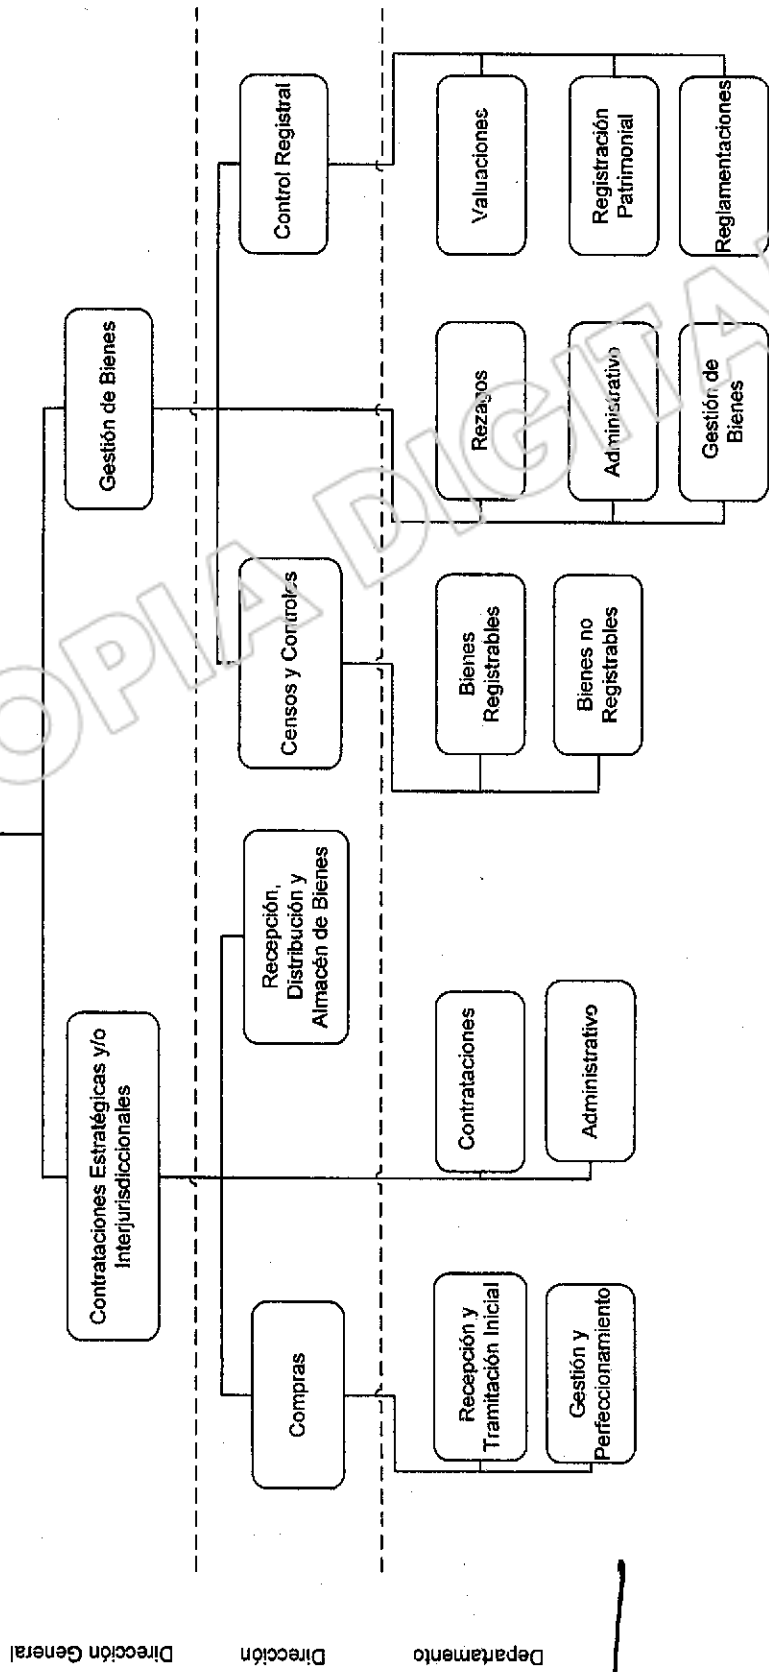 Dirección General
Contrataciones Estratégicas y/o
Interjurisdiccionales
Gestión de Bienes
Dirección
Compras
Recepción,
Distribución y
Almacén de Bienes
Censos y Controles
Control Registral
Departamento
Recepción y
Tramitación Inicial
Gestión y
Perfeccionamiento
Contrataciones
Administrativo
Bienes
Registrables
Bienes no
Registrables
Rezagos
Administrativo
Gestión de
Bienes
Valuaciones
Registración
Patrimonial
Reglamentaciones
OPIA DIGITA